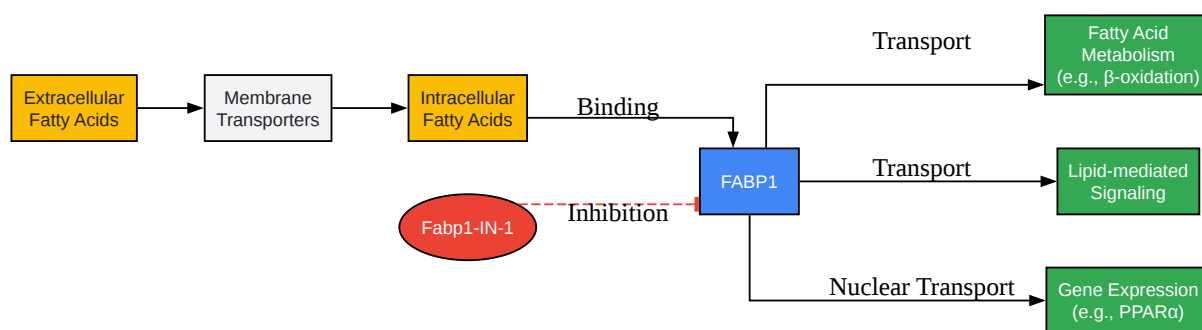 Extracellular
Fatty Acids
Membrane
Transporters
Intracellular
Fatty Acids
Binding
Fabp1-IN-1
Inhibition
FABP1
Transport
Fatty Acid
Metabolism
(e.g., β-oxidation)
Transport
Lipid-mediated
Signaling
Nuclear Transport
Gene Expression
(e.g., PPARα)